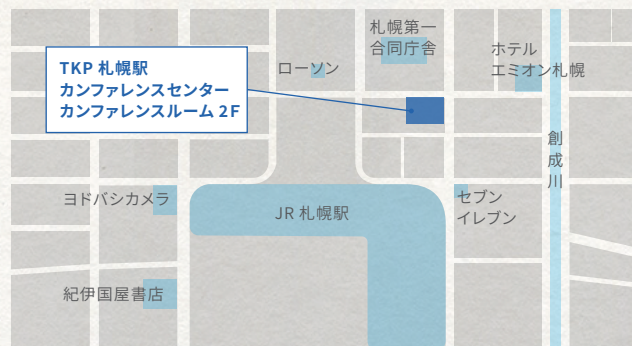 札幌第一
合同庁舎
ホテル
エミオン札幌
ローソン
TKP 札幌駅
カンファレンスセンター
カンファレンスルーム 2F
創成川
ヨドバシカメラ
JR 札幌駅
セブン
イレブン
紀伊国屋書店